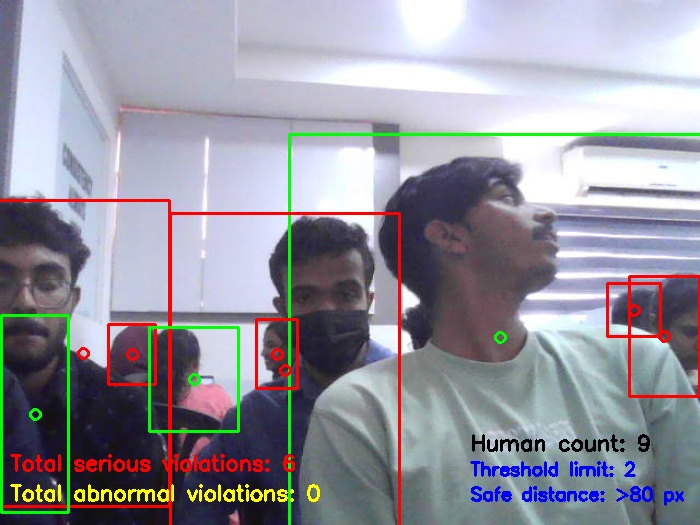 Human count: 9
Total serious violations: 6
Threshold limit: 2
Total abnormal violations: 0
Safe distance: >80 px